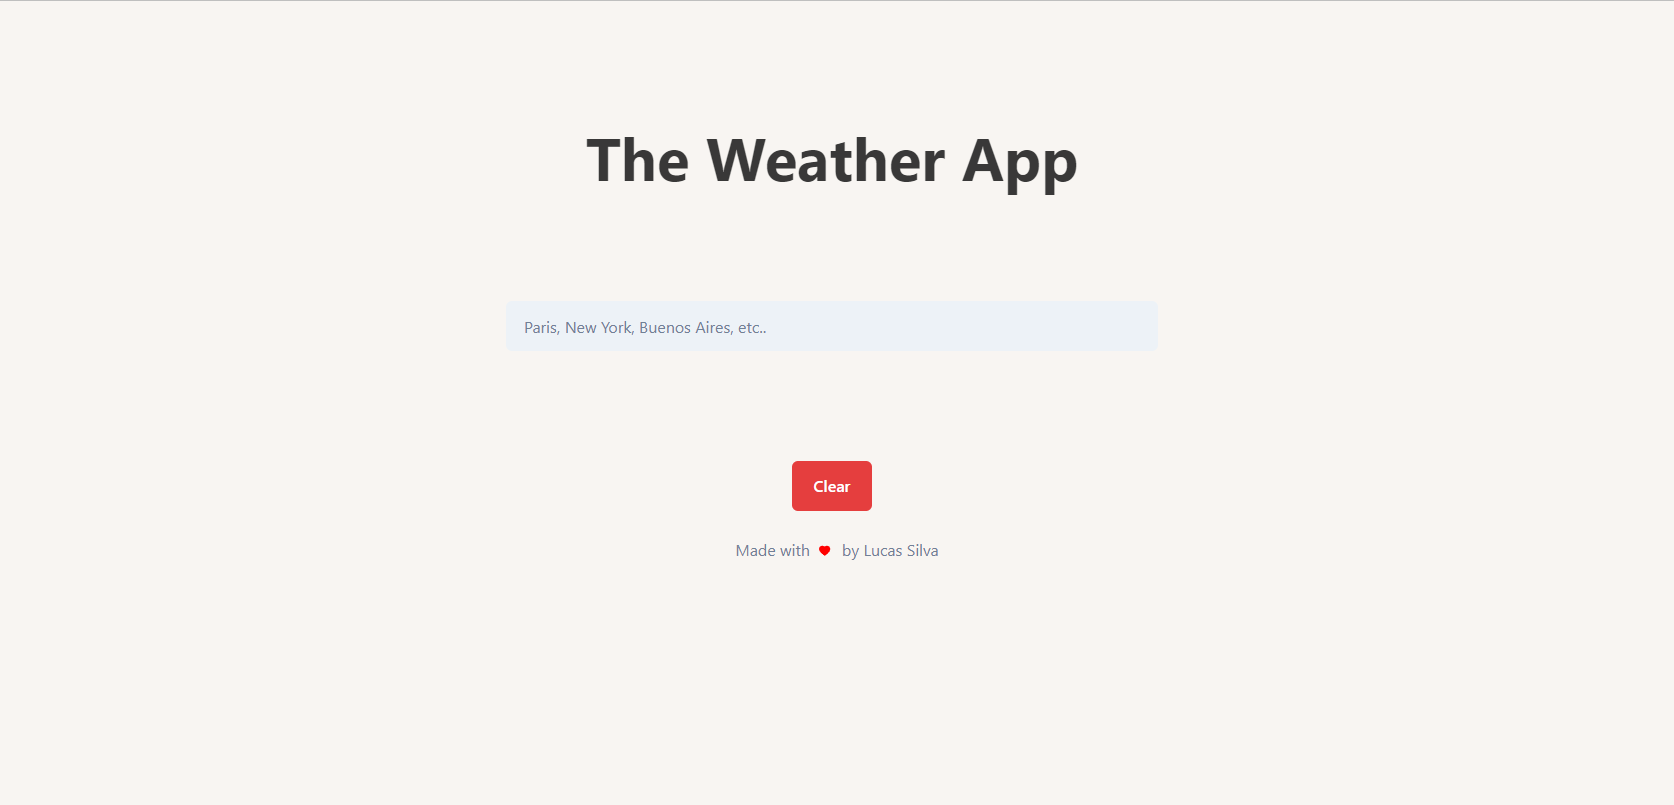 The Weather App
Paris, New York, Buenos Aires, etc..
Clear
Made with ❤ by Lucas Silva